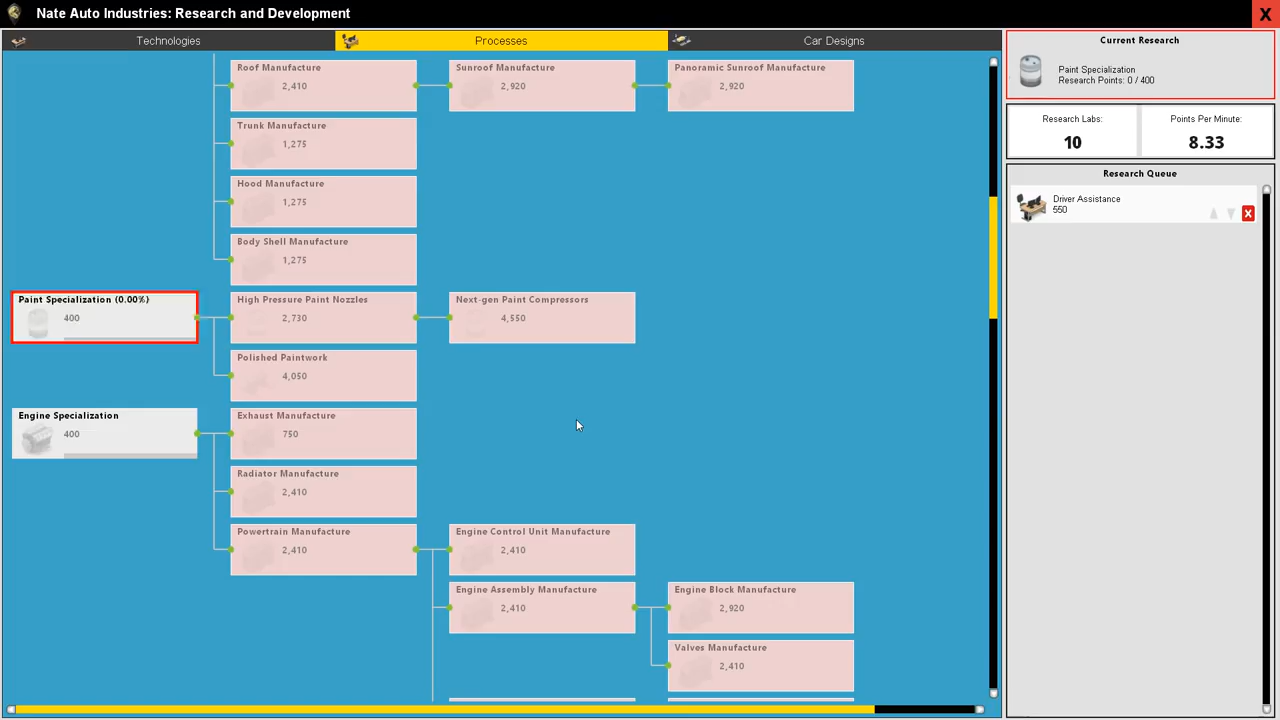 Nate Auto Industries: Research and Development
X
Technologies
Processes
Car Designs
Roof Manufacture
2,410
Sunroof Manufacture
2,920
Panoramic Sunroof Manufacture
2,920
Trunk Manufacture
1,275
Hood Manufacture
1,275
Body Shell Manufacture
1,275
Paint Specialization (0.00%)
400
High Pressure Paint Nozzles
2,730
Next-gen Paint Compressors
4,550
Polished Paintwork
4,050
Engine Specialization
400
Exhaust Manufacture
750
Radiator Manufacture
2,410
Powertrain Manufacture
2,410
Engine Control Unit Manufacture
2,410
Engine Assembly Manufacture
2,410
Engine Block Manufacture
2,920
Valves Manufacture
2,410
Current Research
Paint Specialization
Research Points: 0 / 400
Research Labs:
10
Points Per Minute:
8.33
Research Queue
Driver Assistance
550
X